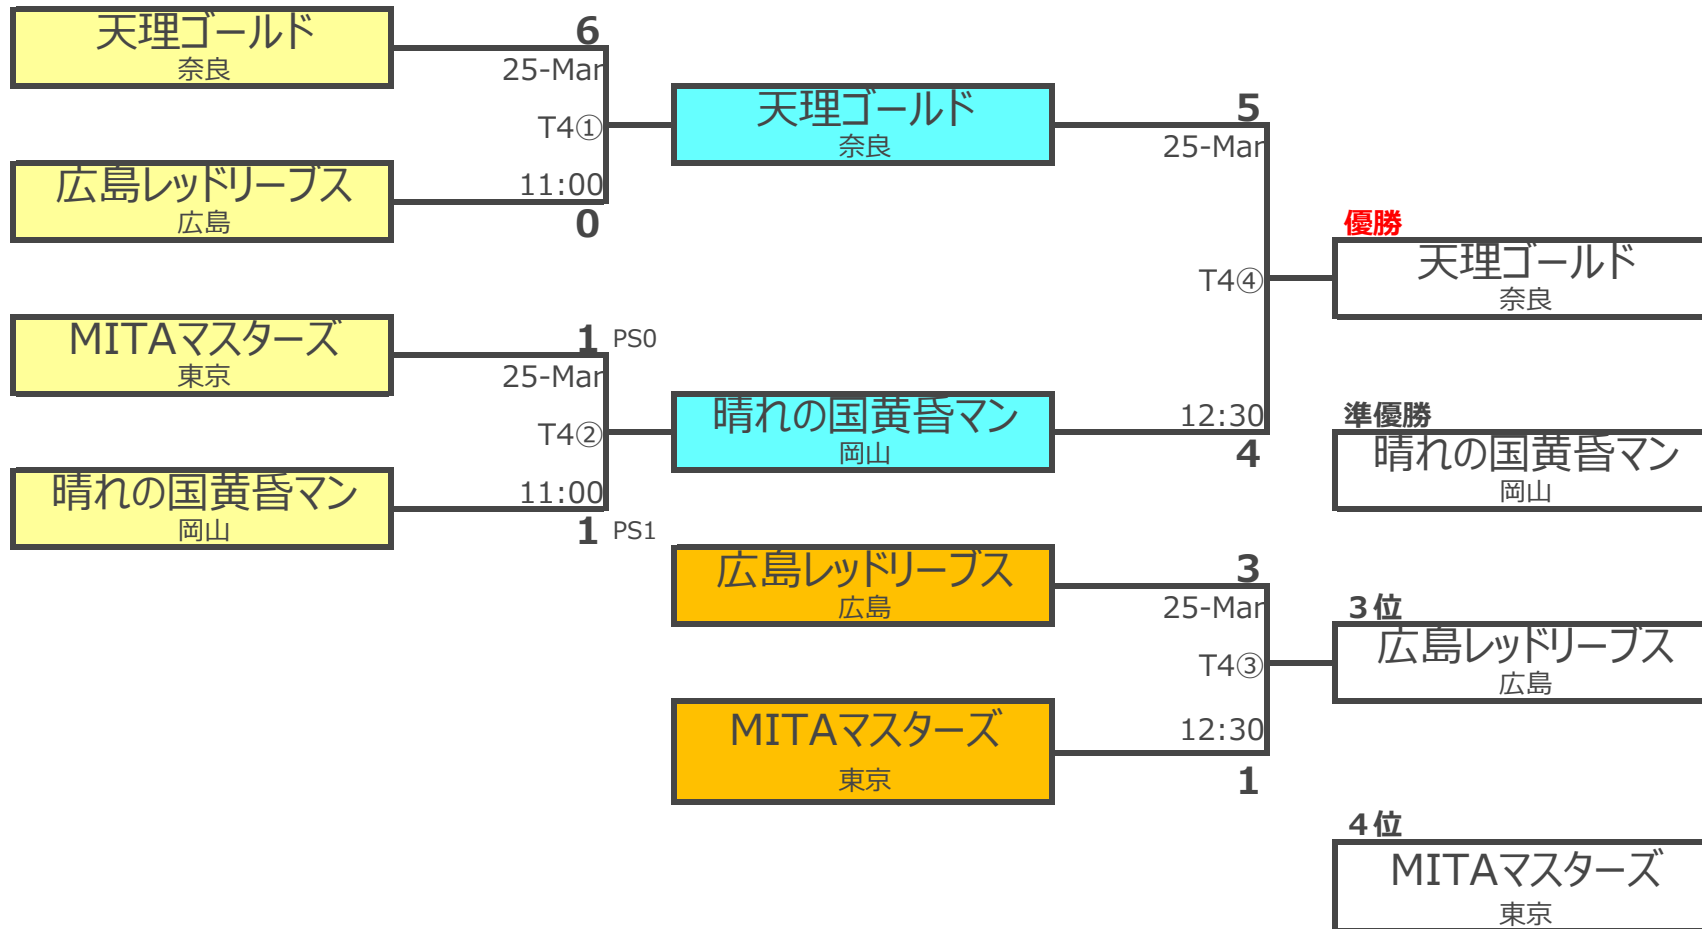 天理ゴールド
奈良
6
25-Mar
T4①
11:00
広島レッドリーブス
広島
0
MITAマスターズ
東京
1 PS0
25-Mar
T4②
11:00
晴れの国黄昏マン
岡山
1 PS1
天理ゴールド
奈良
5
25-Mar
T4④
12:30
晴れの国黄昏マン
岡山
4
広島レッドリーブス
広島
3
25-Mar
T4③
12:30
MITAマスターズ
東京
1
優勝
天理ゴールド
奈良
準優勝
晴れの国黄昏マン
岡山
３位
広島レッドリーブス
広島
４位
MITAマスターズ
東京